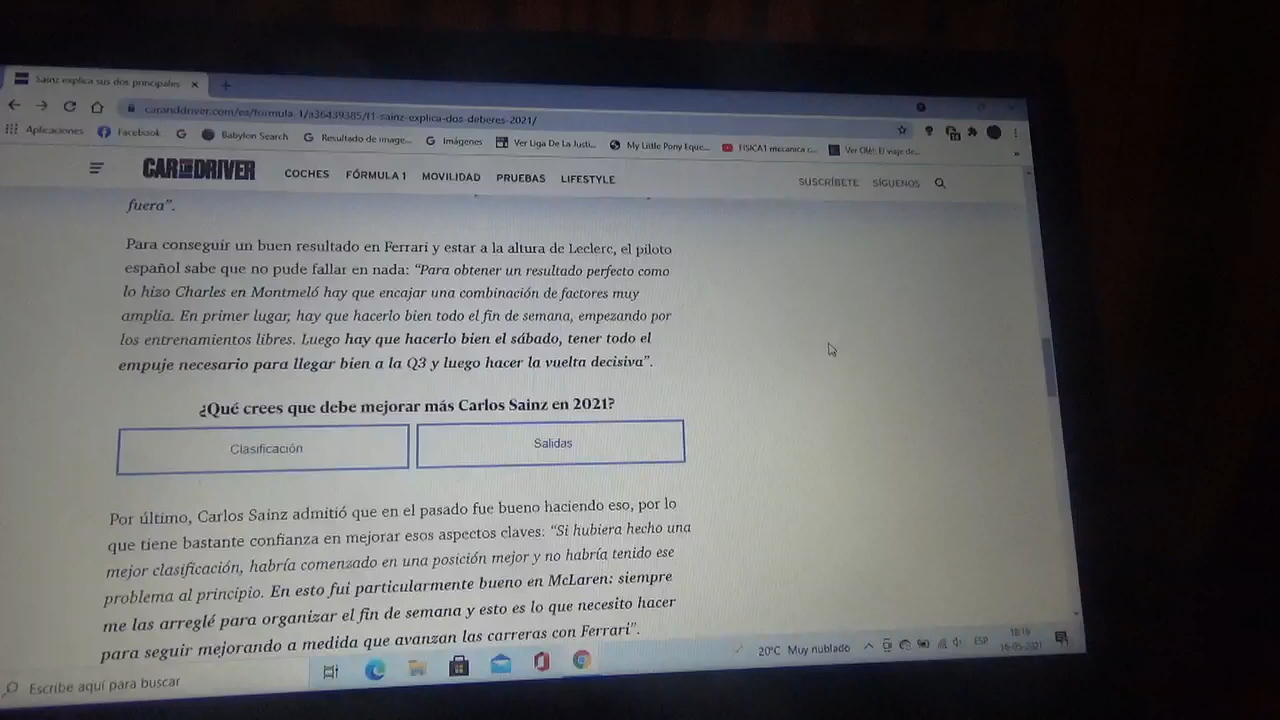 Sainz explica sus dos principales
caranddriver.com/es/formula-1/a36439385/f1-sainz-explica-dos-deberes-2021/
Aplicaciones Facebook Babylon Search Resultado de image... Imágenes Ver Liga De La Justi... My Little Pony Eque... FISICA1 mecanica c... Ver Olé!: El viaje de...
CAR AND DRIVER COCHES FÓRMULA 1 MOVILIDAD PRUEBAS LIFESTYLE SUSCRÍBETE SÍGUENOS
fuera”.
Para conseguir un buen resultado en Ferrari y estar a la altura de Leclerc, el piloto
español sabe que no pude fallar en nada: “Para obtener un resultado perfecto como
lo hizo Charles en Montmeló hay que encajar una combinación de factores muy
amplia. En primer lugar, hay que hacerlo bien todo el fin de semana, empezando por
los entrenamientos libres. Luego hay que hacerlo bien el sábado, tener todo el
empuje necesario para llegar bien a la Q3 y luego hacer la vuelta decisiva”.
¿Qué crees que debe mejorar más Carlos Sainz en 2021?
Clasificación Salidas
Por último, Carlos Sainz admitió que en el pasado fue bueno haciendo eso, por lo
que tiene bastante confianza en mejorar esos aspectos claves: “Si hubiera hecho una
mejor clasificación, habría comenzado en una posición mejor y no habría tenido ese
problema al principio. En esto fui particularmente bueno en McLaren: siempre
me las arreglé para organizar el fin de semana y esto es lo que necesito hacer
para seguir mejorando a medida que avanzan las carreras con Ferrari”.
Escribe aquí para buscar 20°C Muy nublado ESP
16-05-2021